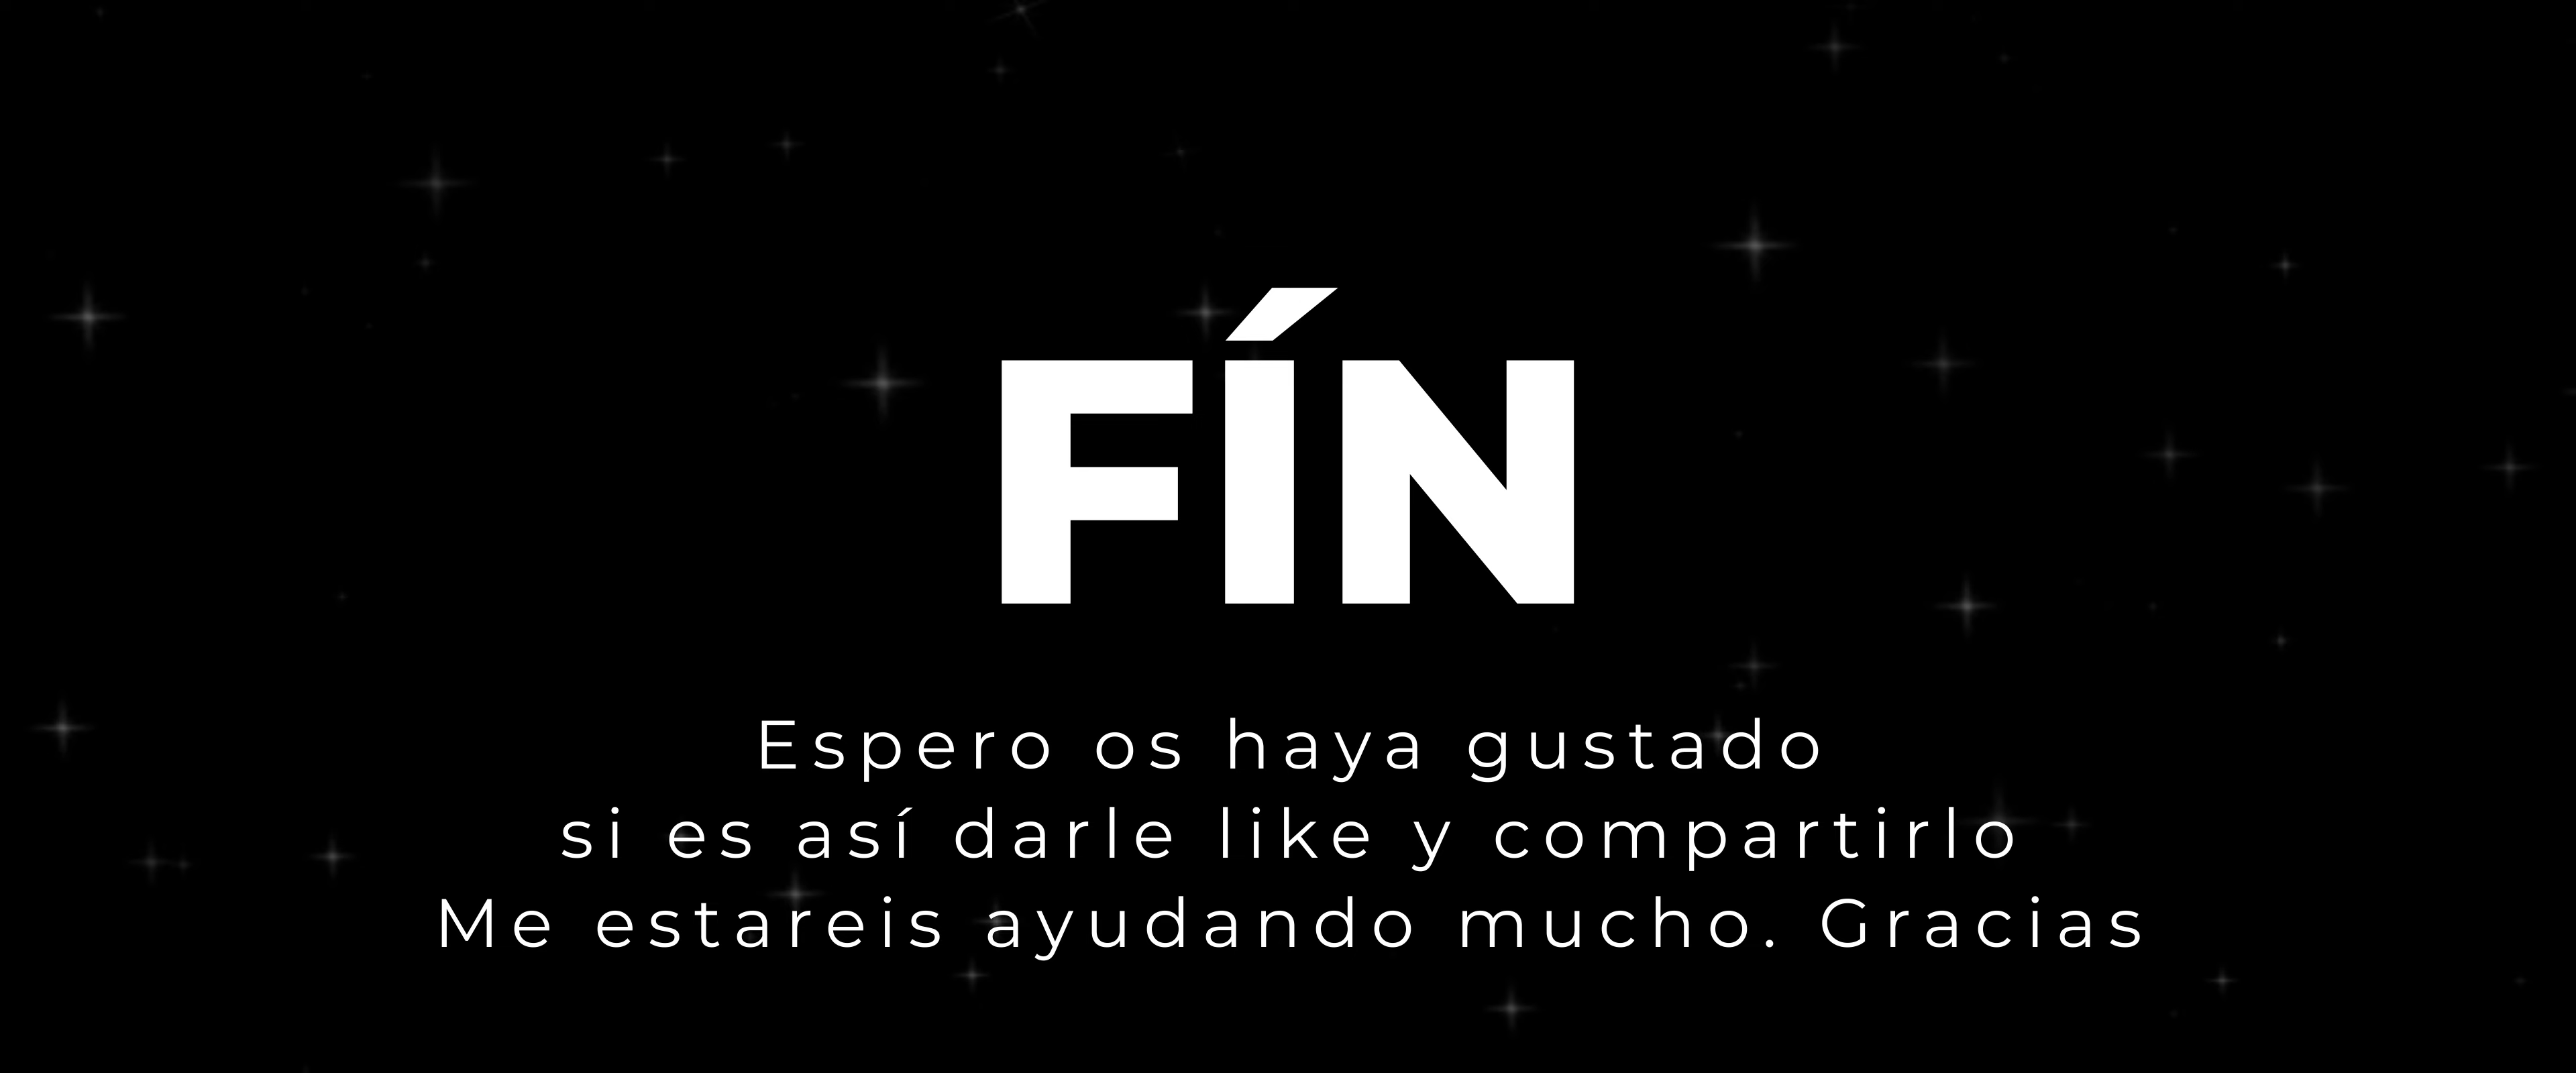 FÍN
Espero os haya gustado
si es así darle like y compartirlo
Me estareis ayudando mucho. Gracias